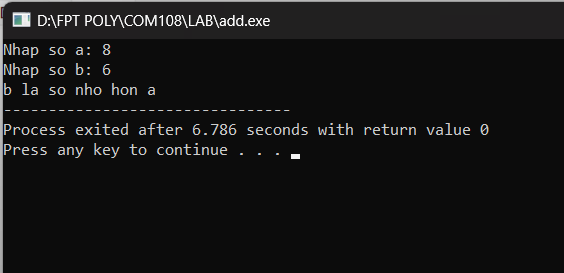 D:\FPT POLY\COM108\LAB\add.exe
Nhap so a: 8
Nhap so b: 6
b la so nho hon a
--------------------------------
Process exited after 6.786 seconds with return value 0
Press any key to continue . . .